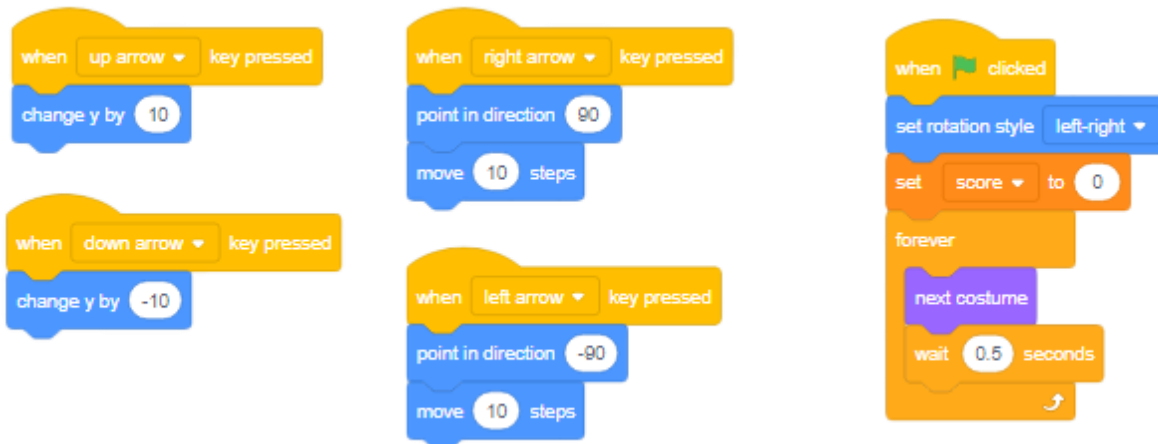 when up arrow key pressed
change y by 10
when down arrow key pressed
change y by -10
when right arrow key pressed
point in direction 90
move 10 steps
when left arrow key pressed
point in direction -90
move 10 steps
when clicked
set rotation style left-right
set score to 0
forever
next costume
wait 0.5 seconds